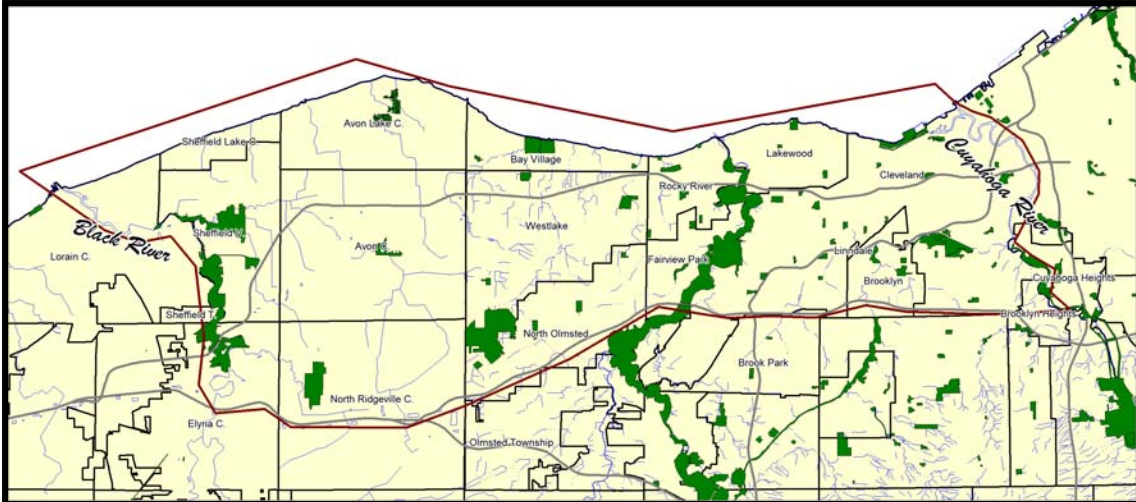 Avon Lake C.
Sheffield Lake C.
Bay Village
Lakewood
Cleveland
Cuyahoga River
Rocky River
Black River
Sheffield V.
Westlake
Avon C.
Lorain C.
Fairview Park
Linndale
Brooklyn
Cuyahoga Heights
Sheffield T.
Brooklyn Heights
North Olmsted
Brook Park
North Ridgeville C.
Elyria C.
Olmsted Township